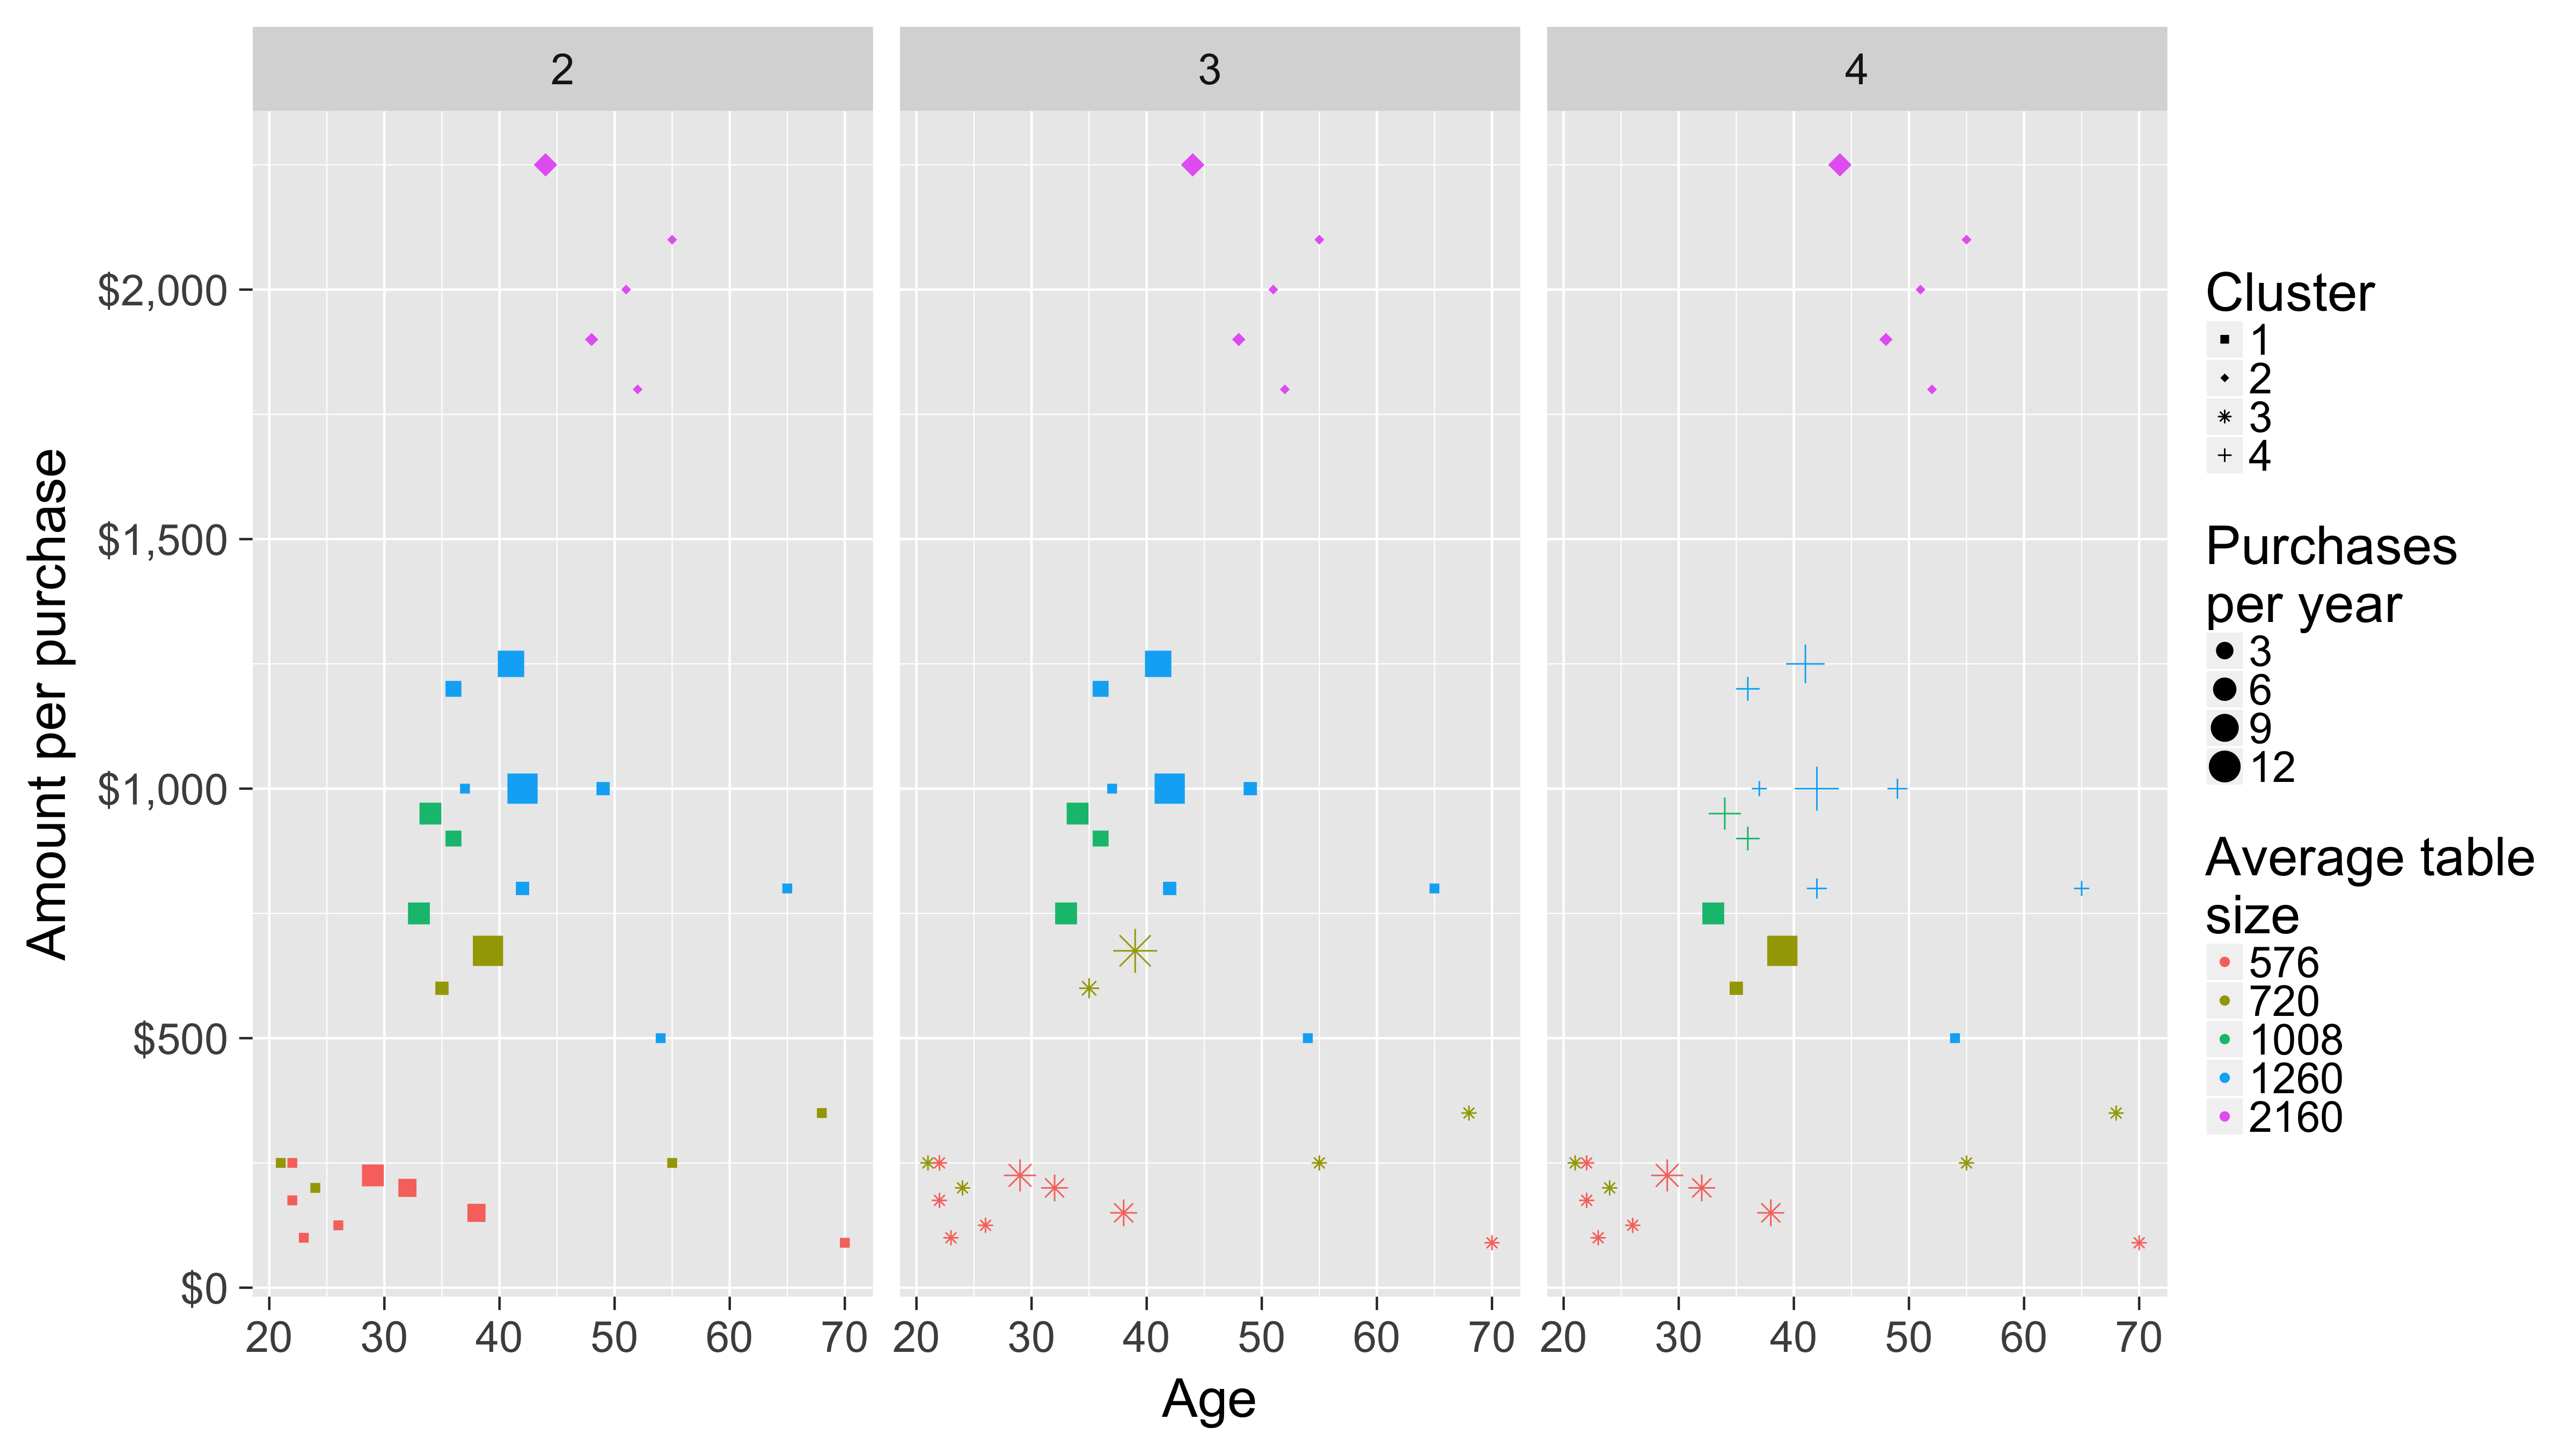 2
3
4
Amount per purchase
$2,000
$1,500
$1,000
$500
$0
20 30 40 50 60 70
20 30 40 50 60 70
20 30 40 50 60 70
Age
Cluster
1
2
3
4
Purchases
per year
3
6
9
12
Average table
size
576
720
1008
1260
2160